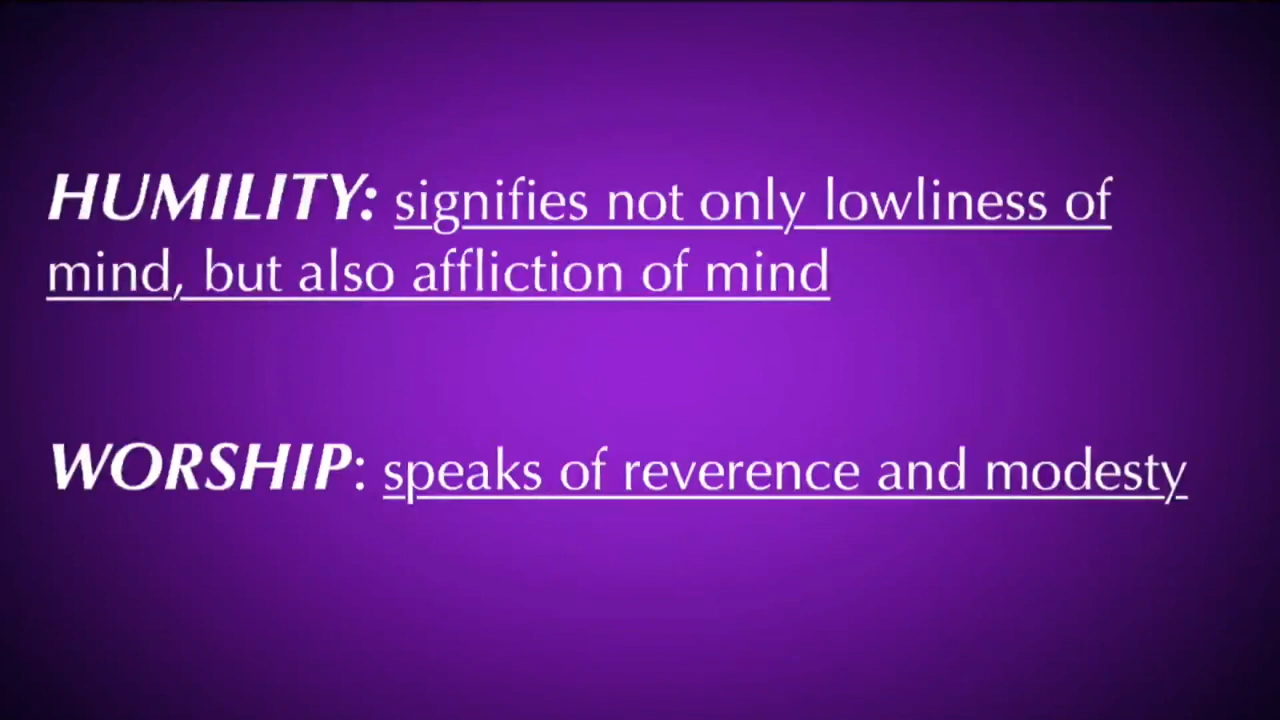 HUMILITY: signifies not only lowliness of
mind, but also affliction of mind
WORSHIP: speaks of reverence and modesty